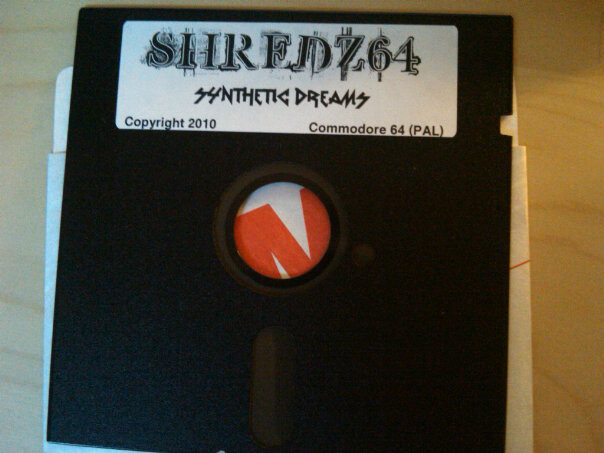 SHREDZ64
SYNTHETIC DREAMS
Copyright 2010 Commodore 64 (PAL)